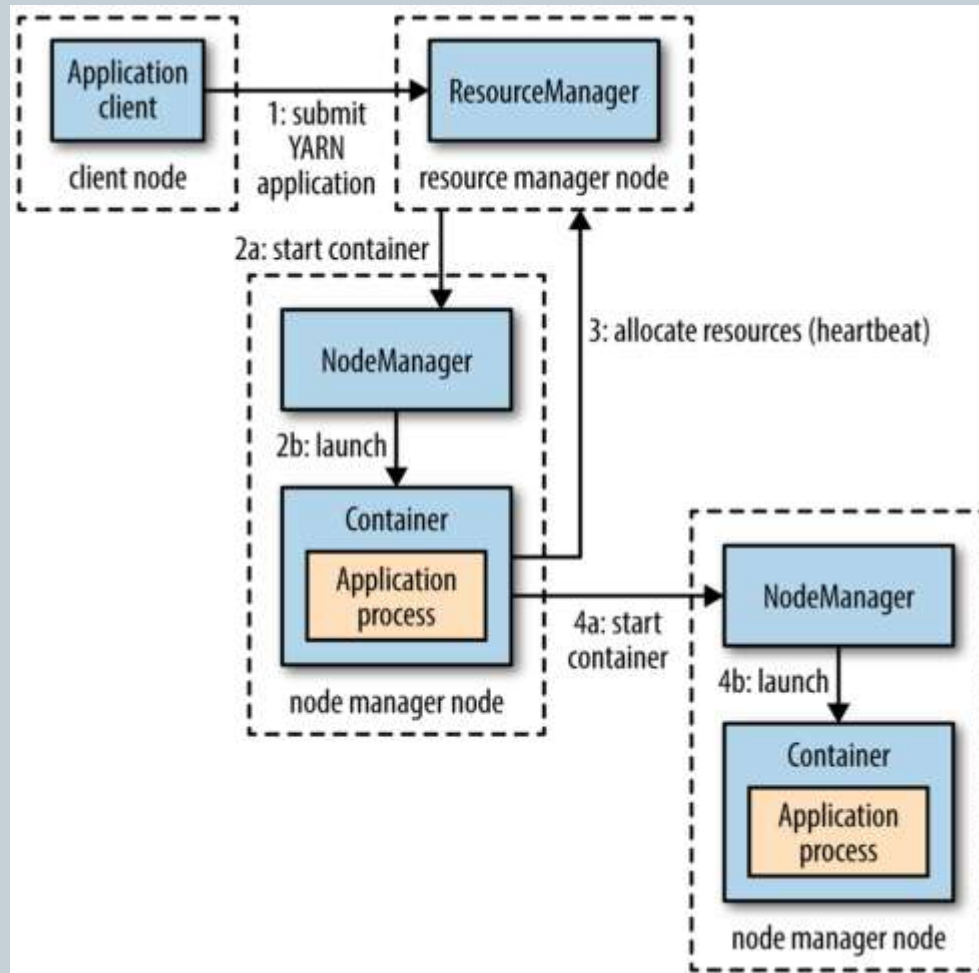 Application
client
client node
1: submit
YARN
application
ResourceManager
resource manager node
2a: start container
NodeManager
2b: launch
Container
Application
process
node manager node
3: allocate resources (heartbeat)
4a: start
container
NodeManager
4b: launch
Container
Application
process
node manager node